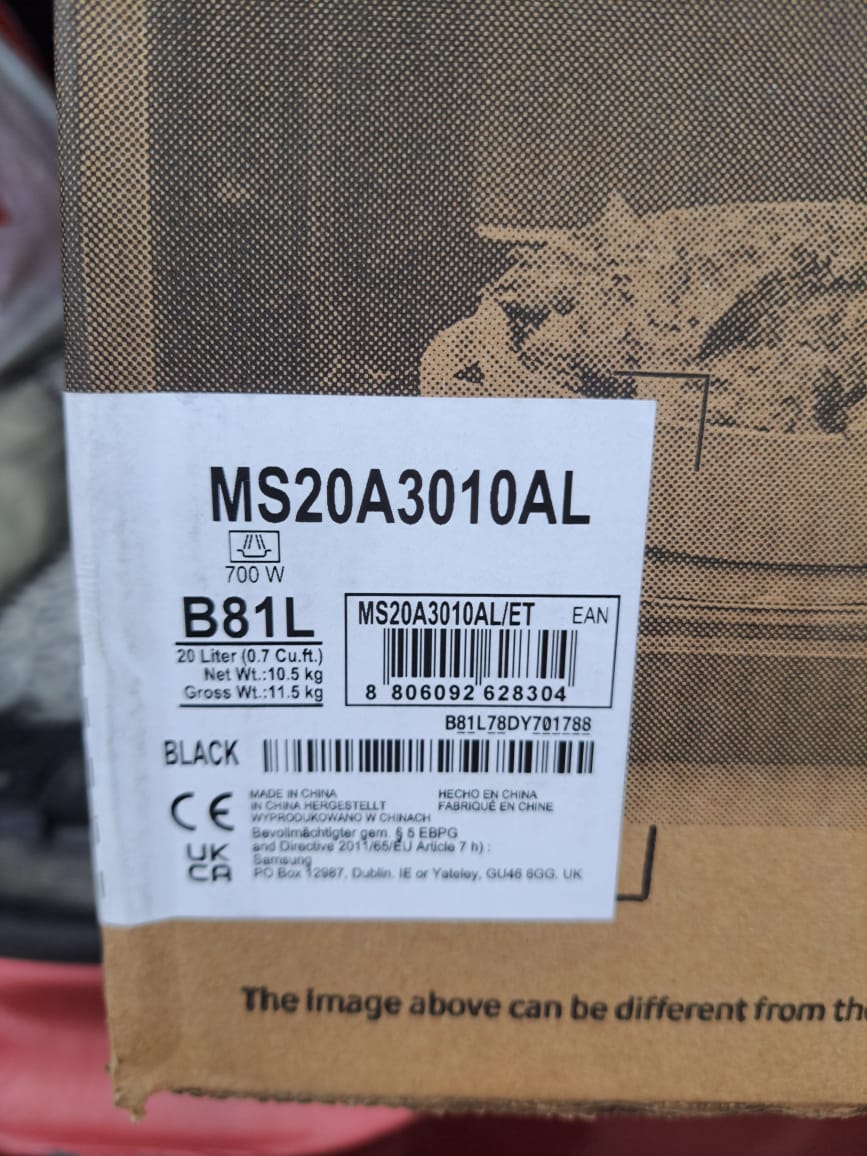 MS20A3010AL
700 W
B81L
20 Liter (0.7 Cu.ft.)
Net Wt.:10.5 kg
Gross Wt.:11.5 kg
MS20A3010AL/ET EAN
8 806092 628304
B81L78DY701788
BLACK
CE
UK
CA
MADE IN CHINA
IN CHINA HERGESTELLT
WYPRODUKOWANO W CHINACH
HECHO EN CHINA
FABRIQUÉ EN CHINE
Bevollmächtigter gem. § 6 EBPG
and Directive 2011/65/EU Article 7 h) :
Samsung
PO Box 12987, Dublin. IE or Yateley, GU46 6GG. UK
The Image above can be different from the